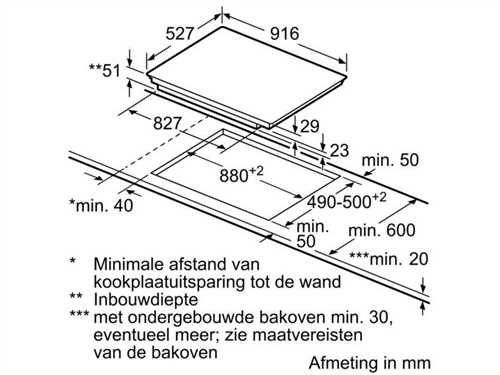 527
916
**51
827
29
23
min. 50
880+2
490-500+2
*min. 40
min.
50
min. 600
***min. 20
* Minimale afstand van
kookplaatuitsparing tot de wand
** Inbouwdiepte
*** met ondergebouwde bakoven min. 30,
eventueel meer; zie maatvereisten
van de bakoven
Afmeting in mm